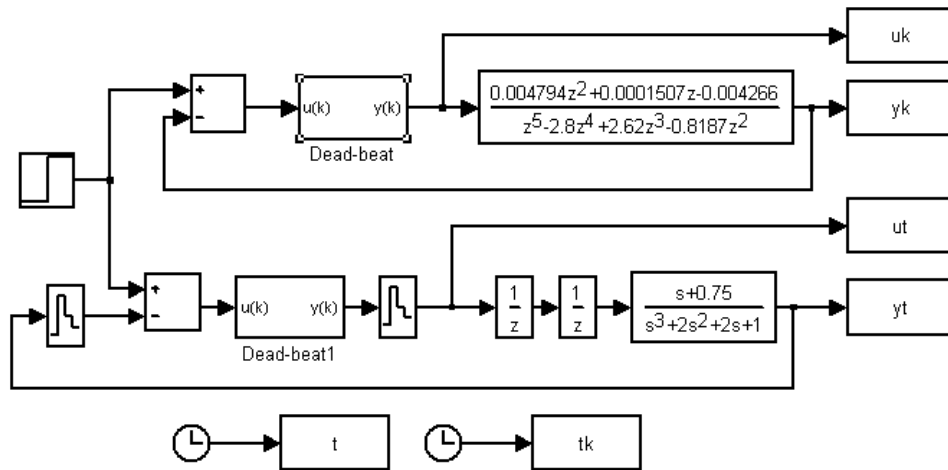 uk
+
−
u(k) y(k)
Dead-beat
0.004794z²+0.0001507z-0.004266
z⁵-2.8z⁴+2.62z³-0.8187z²
yk
ut
+
−
u(k) y(k)
Dead-beat1
1
z
1
z
s+0.75
s³+2s²+2s+1
yt
t
tk